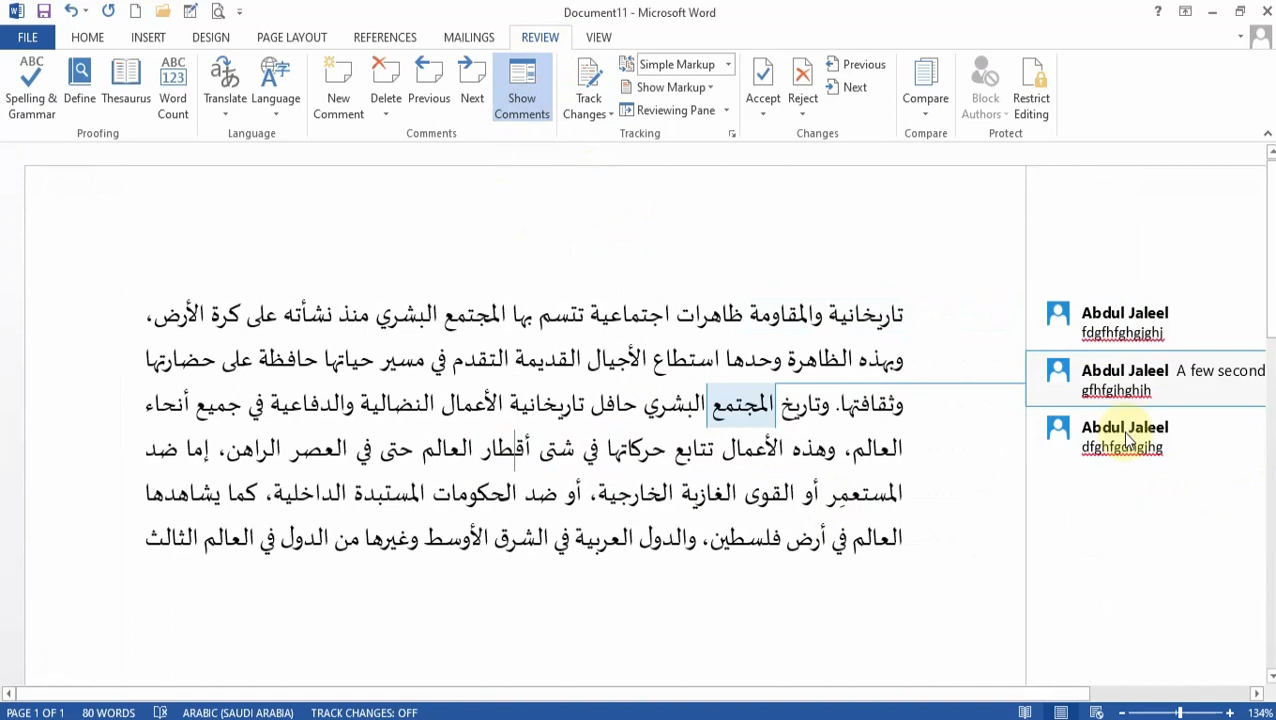 Document11 - Microsoft Word
FILE HOME INSERT DESIGN PAGE LAYOUT REFERENCES MAILINGS REVIEW VIEW
Spelling & Grammar
Define
Thesaurus
Word Count
Translate
Language
New Comment
Delete
Previous
Next
Show Comments
Track Changes
Simple Markup
Show Markup
Reviewing Pane
Accept
Reject
Previous
Next
Compare
Block Authors
Restrict Editing
Proofing
Language
Comments
Tracking
Changes
Compare
Protect
تاريخانية والمقاومة ظاهرات اجتماعية تتسم بها المجتمع البشري منذ نشأته على كرة الأرض،
وبهذه الظاهرة وحدها استطاع الأجيال القديمة التقدم في مسير حياتها حافظة على حضارتها
وثقافتها. وتاريخ المجتمع البشري حافل تاريخانية الأعمال النضالية والدفاعية في جميع أنحاء
العالم، وهذه الأعمال تتابع حركاتها في شتى أقطار العالم حتى في العصر الراهن، إما ضد
المستعمِر أو القوى الغازية الخارجية، أو ضد الحكومات المستبدة الداخلية، كما يشاهدها
العالم في أرض فلسطين، والدول العربية في الشرق الأوسط وغيرها من الدول في العالم الثالث
Abdul Jaleel
fdgfhfghgjghj
Abdul Jaleel A few second
gfhfgihghjh
Abdul Jaleel
PAGE 1 OF 1 80 WORDS ARABIC (SAUDI ARABIA) TRACK CHANGES: OFF 134%